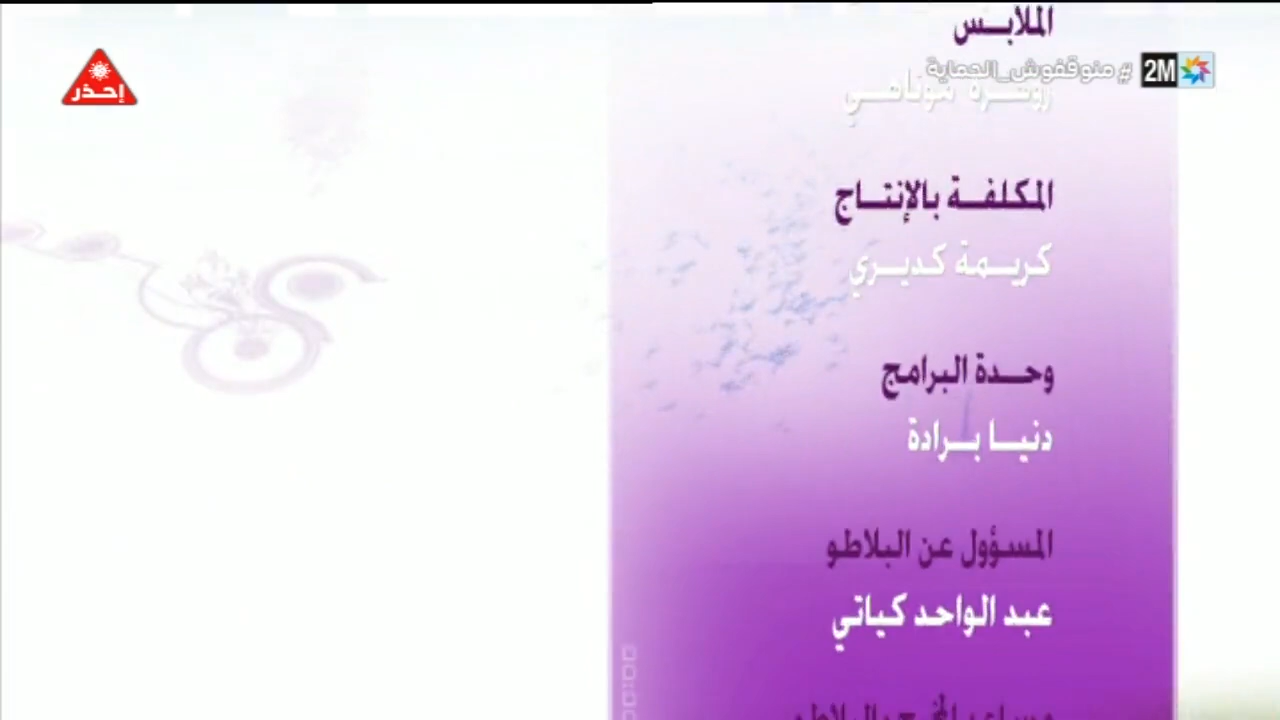 الملابس
إحذر
#منوقفوش_الحماية 2M
المكلفة بالإنتاج
كريمة كديري
وحدة البرامج
دنيا برادة
المسؤول عن البلاطو
عبد الواحد كياتي